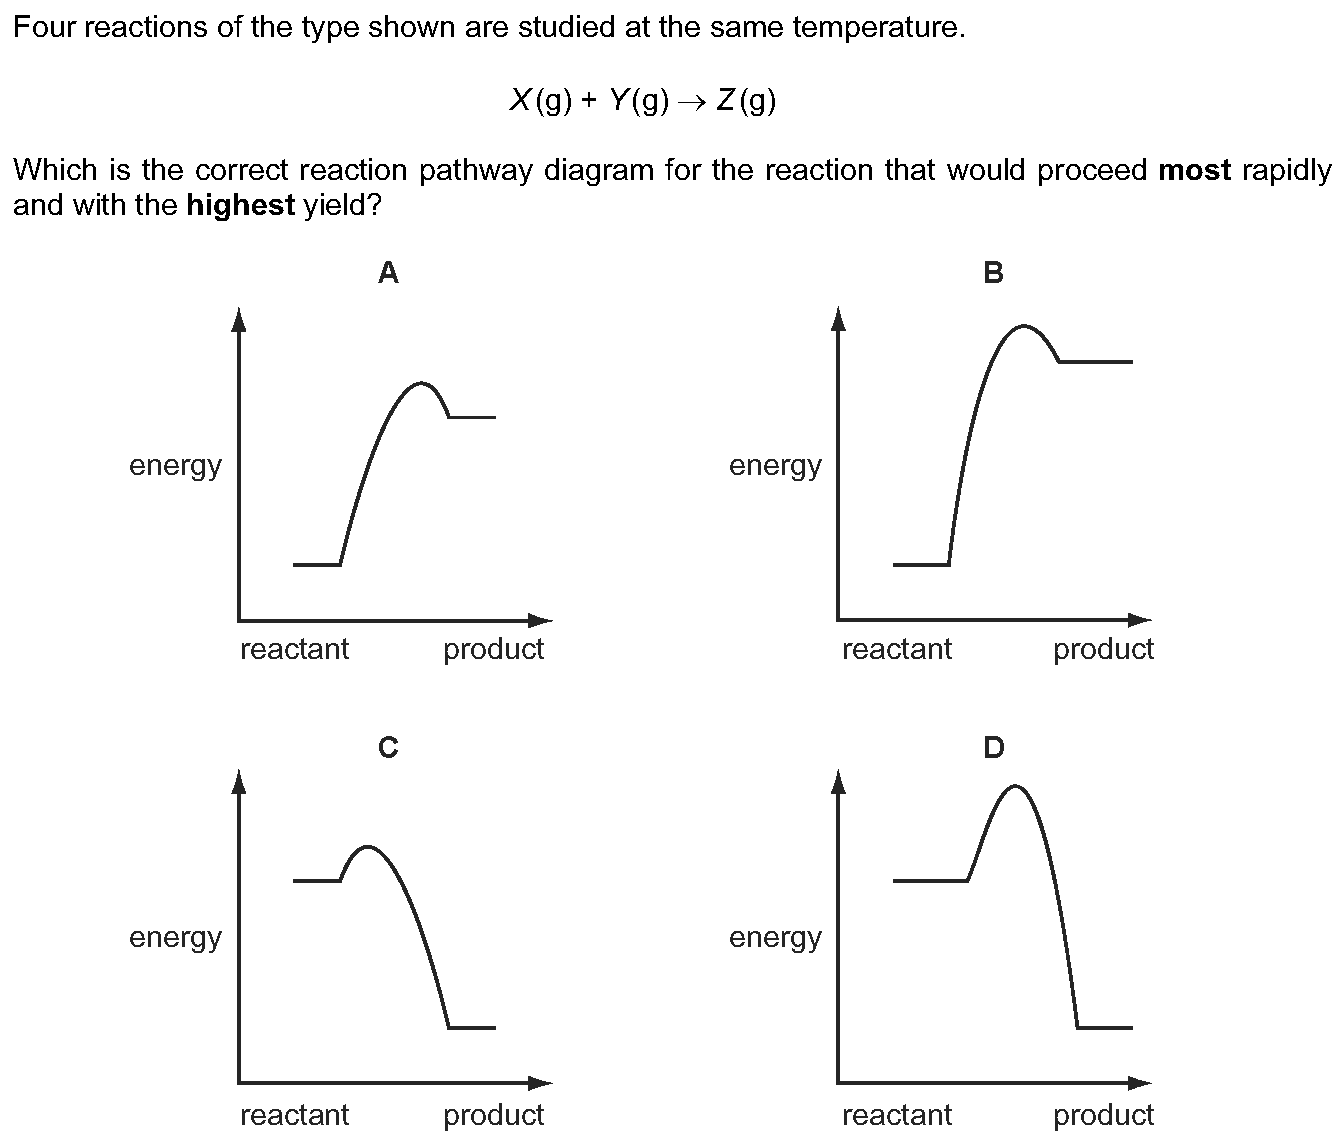 Four reactions of the type shown are studied at the same temperature.
X(g) + Y(g) → Z(g)
Which is the correct reaction pathway diagram for the reaction that would proceed most rapidly
and with the highest yield?
A
B
energy
energy
reactant product
reactant product
C
D
energy
energy
reactant product
reactant product